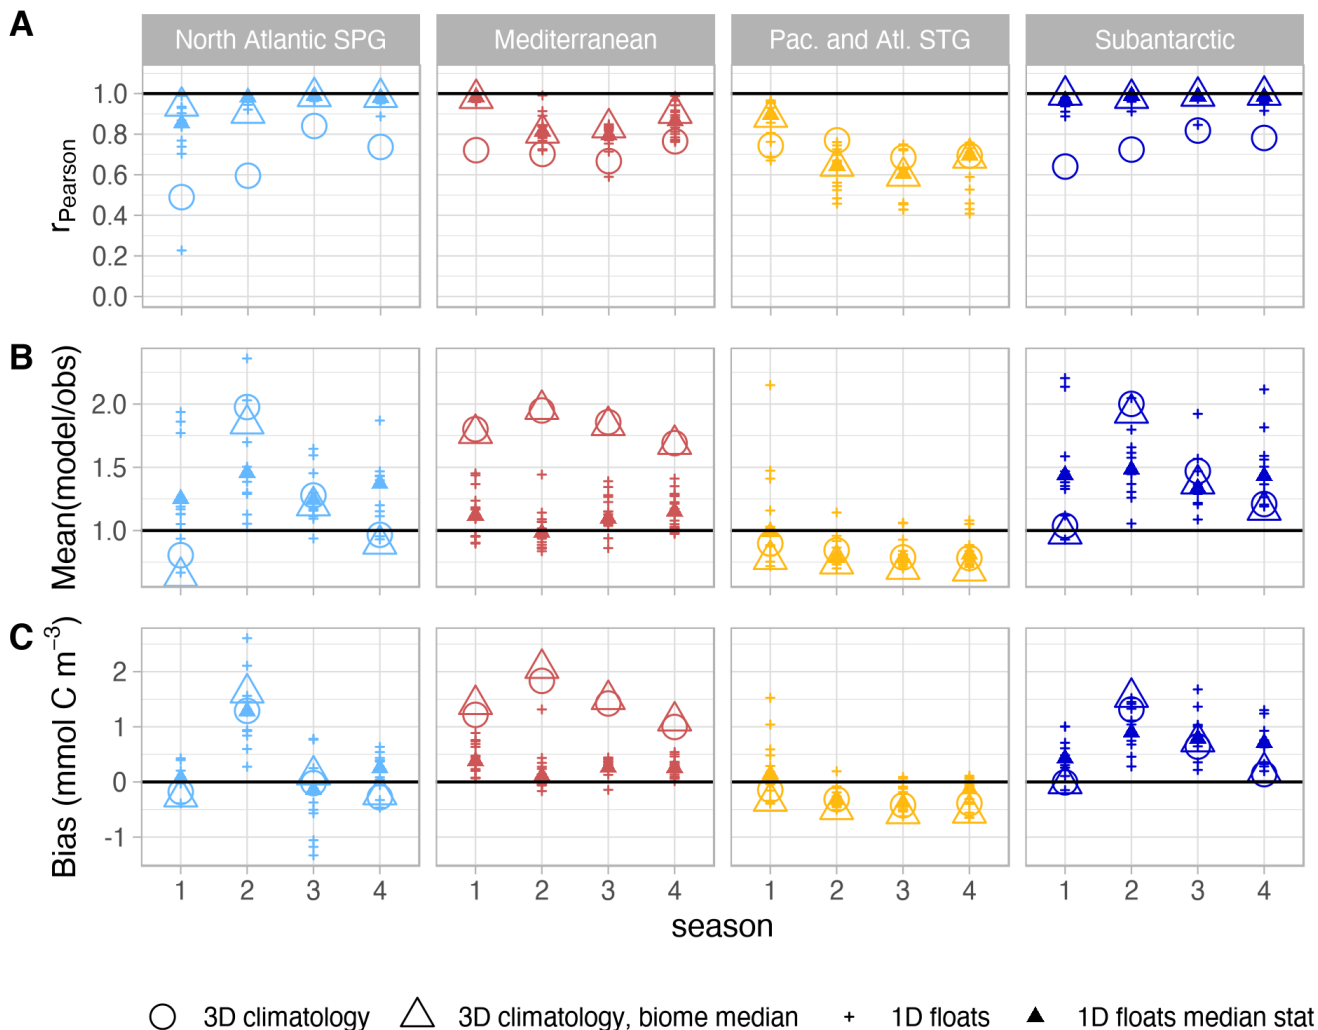 A
North Atlantic SPG Mediterranean Pac. and Atl. STG Subantarctic
rPearson
1.0
0.8
0.6
0.4
0.2
0.0
B
Mean(model/obs)
2.0
1.5
1.0
C
Bias (mmol C m−3)
2
1
0
-1
1 2 3 4 1 2 3 4 1 2 3 4 1 2 3 4
season
3D climatology 3D climatology, biome median 1D floats 1D floats median stat